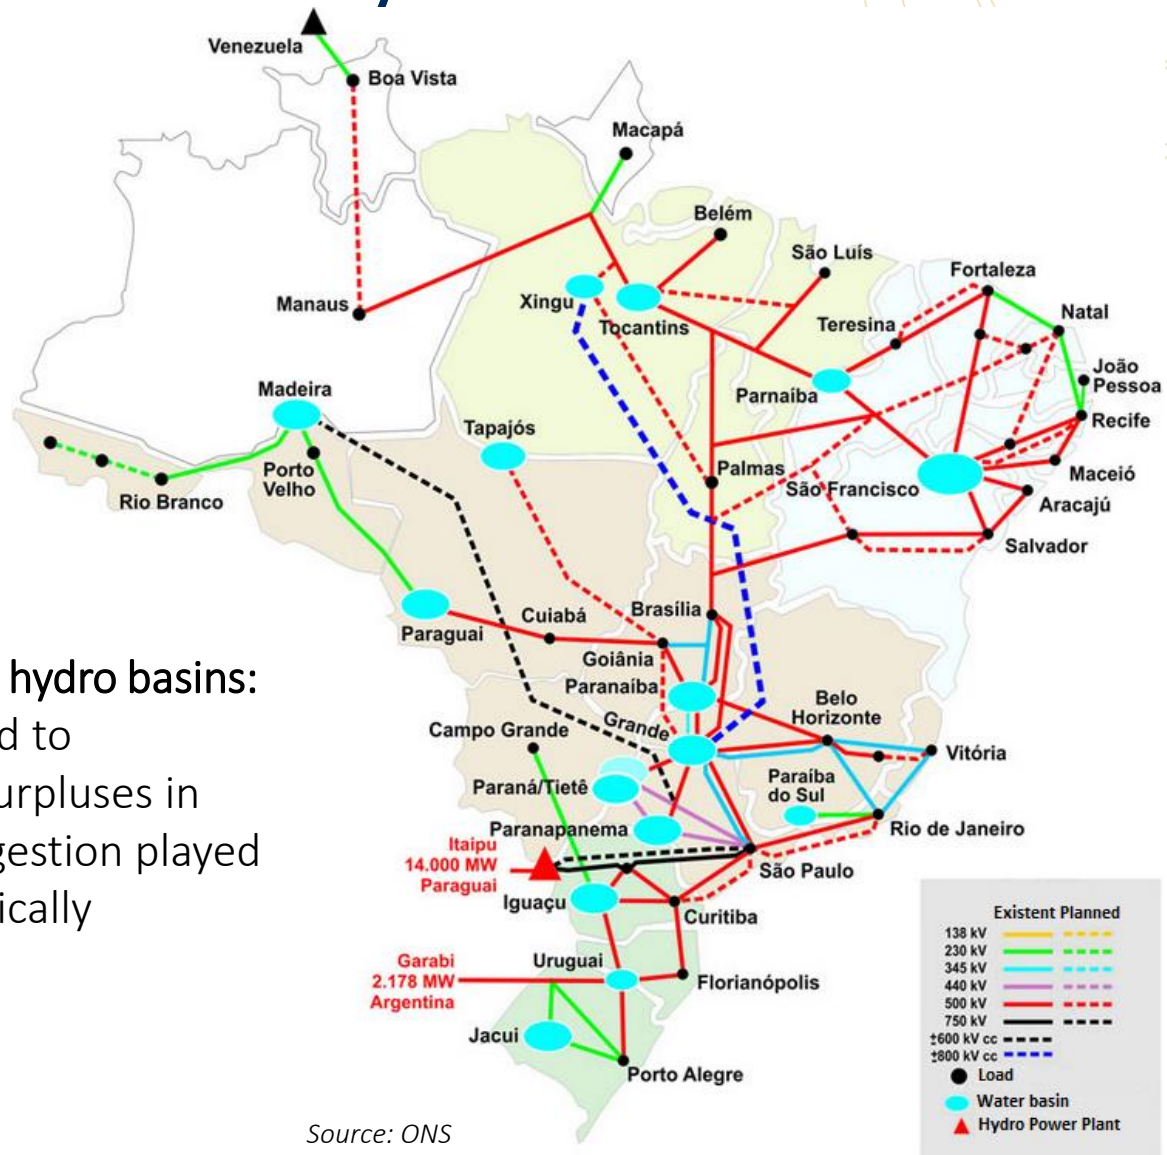 Venezuela
Boa Vista
Macapá
Belém
São Luís
Fortaleza
Xingu
Manaus
Tocantins
Teresina
Natal
João
Pessoa
Parnaíba
Recife
Madeira
Tapajós
Porto
Velho
Rio Branco
Palmas
São Francisco
Maceió
Aracajú
Salvador
Paraguai
Cuiabá
Brasília
Goiânia
Paranaíba
hydro basins:
d to
urpluses in
gestion played
ically
Campo Grande
Grande
Belo
Horizonte
Vitória
Paraná/Tietê
Paraíba
do Sul
Paranapanema
Rio de Janeiro
Itaipu
14.000 MW
Paraguai
São Paulo
Iguaçu
Curitiba
Garabi
2.178 MW
Argentina
Uruguai
Florianópolis
Jacui
Porto Alegre
Existent Planned
138 kV
230 kV
345 kV
440 kV
500 kV
750 kV
±600 kV cc
±800 kV cc
Load
Water basin
Hydro Power Plant
Source: ONS